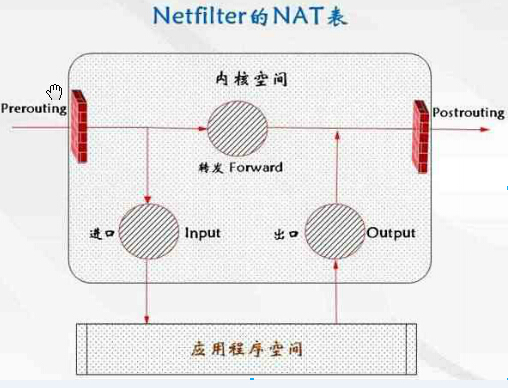 Netfilter的NAT表
内核空间
Prerouting
Postrouting
转发 Forward
进口 Input
出口 Output
应用程序空间